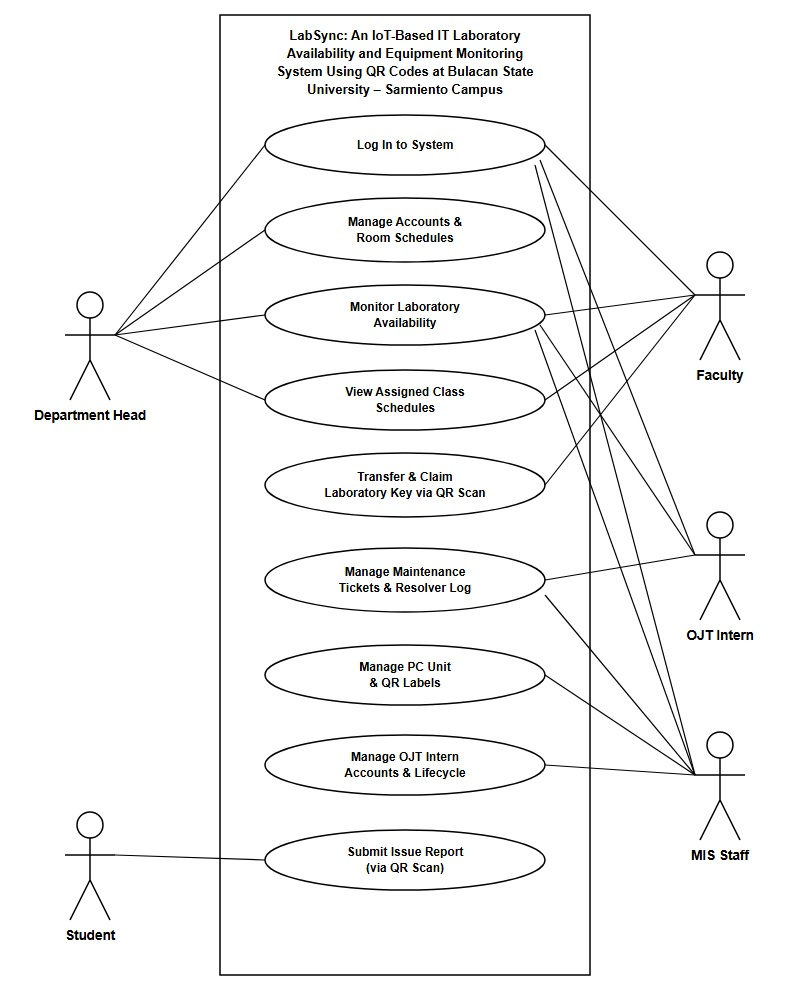 LabSync: An IoT-Based IT Laboratory
Availability and Equipment Monitoring
System Using QR Codes at Bulacan State
University – Sarmiento Campus
Log In to System
Manage Accounts &
Room Schedules
Monitor Laboratory
Availability
View Assigned Class
Schedules
Transfer & Claim
Laboratory Key via QR Scan
Manage Maintenance
Tickets & Resolver Log
Manage PC Unit
& QR Labels
Manage OJT Intern
Accounts & Lifecycle
Submit Issue Report
(via QR Scan)
Department Head
Student
Faculty
OJT Intern
MIS Staff